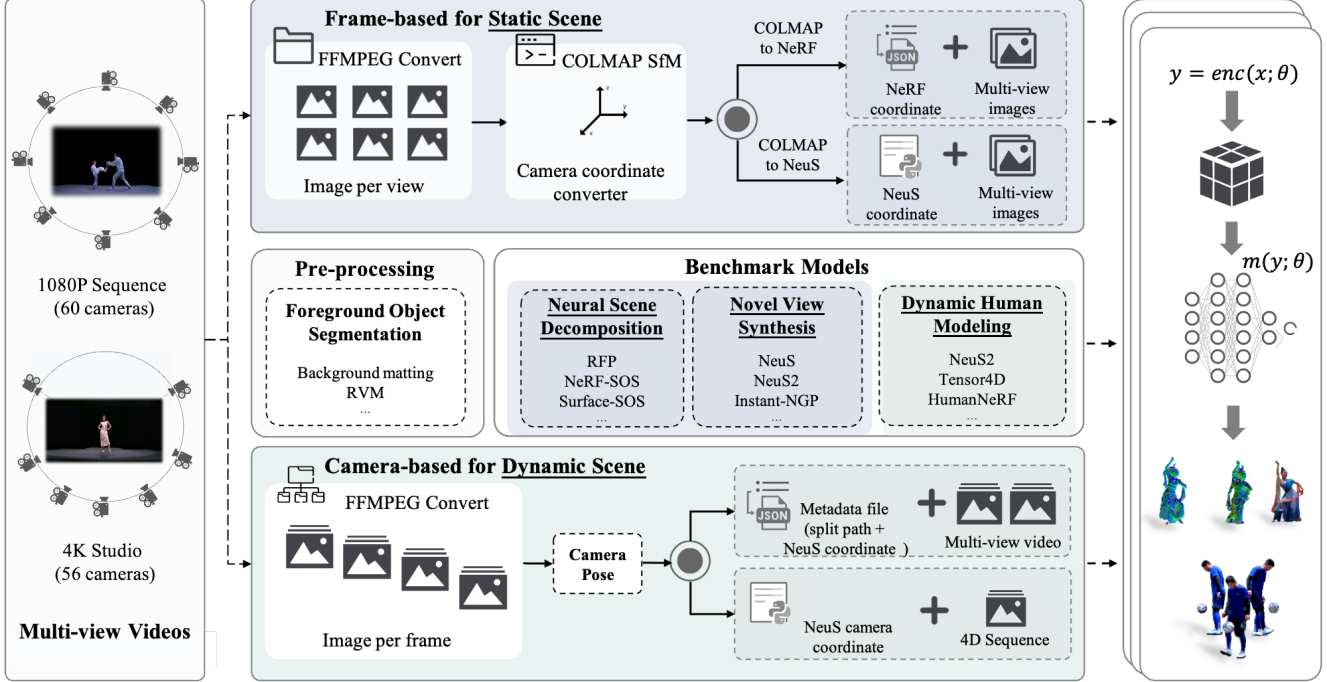 1080P Sequence
(60 cameras)
4K Studio
(56 cameras)
Multi-view Videos
Frame-based for Static Scene
FFMPEG Convert
Image per view
COLMAP SfM
z
y
x
Camera coordinate
converter
COLMAP
to NeRF
COLMAP
to NeuS
JSON
NeRF
coordinate
Multi-view
images
NeuS
coordinate
Multi-view
images
Pre-processing
Foreground Object
Segmentation
Background matting
RVM
...
Benchmark Models
Neural Scene
Decomposition
RFP
NeRF-SOS
Surface-SOS
...
Novel View
Synthesis
NeuS
NeuS2
Instant-NGP
...
Dynamic Human
Modeling
NeuS2
Tensor4D
HumanNeRF
...
Camera-based for Dynamic Scene
FFMPEG Convert
Image per frame
Camera
Pose
JSON
Metadata file
(split path +
NeuS coordinate )
Multi-view video
NeuS camera
coordinate
4D Sequence
y = enc(x; θ)
m(y; θ)